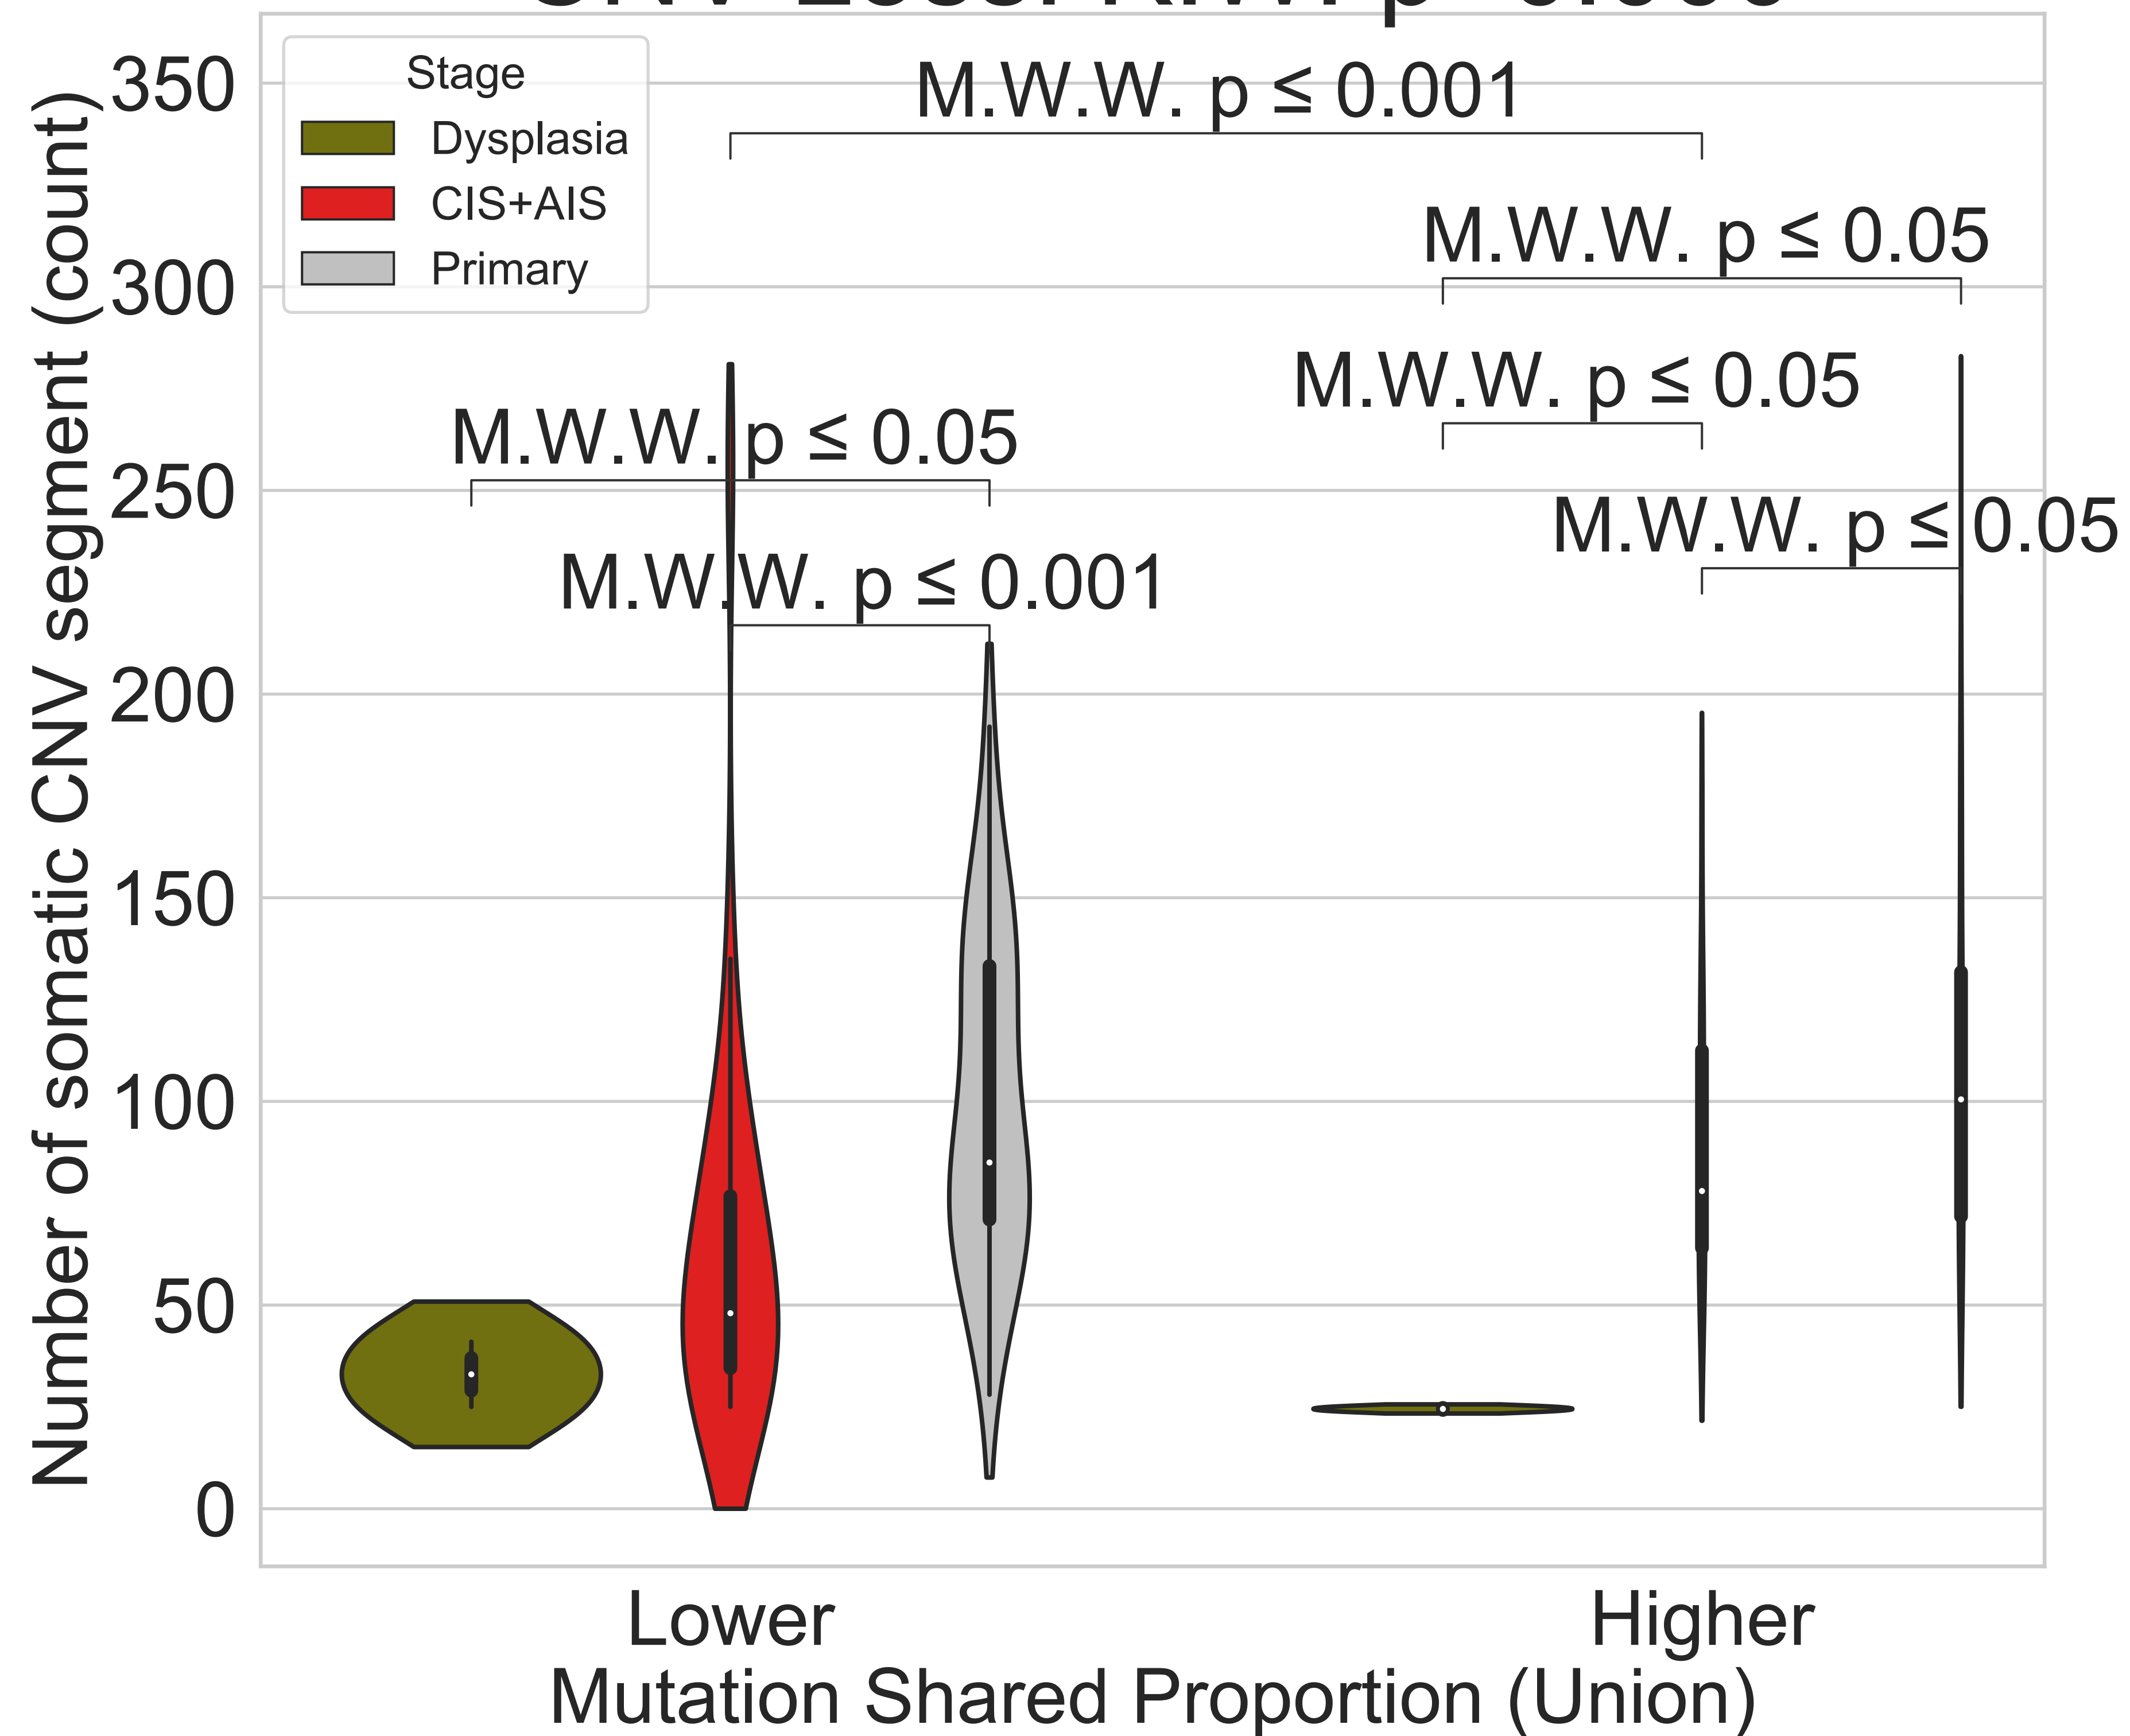 Stage
Dysplasia
CIS+AIS
Primary
M.W.W. p ≤ 0.001
M.W.W. p ≤ 0.05
M.W.W. p ≤ 0.05
M.W.W. p ≤ 0.05
M.W.W. p ≤ 0.05
M.W.W. p ≤ 0.001
Number of somatic CNV segment (count)
350
300
250
200
150
100
50
0
Lower
Higher
Mutation Shared Proportion (Union)